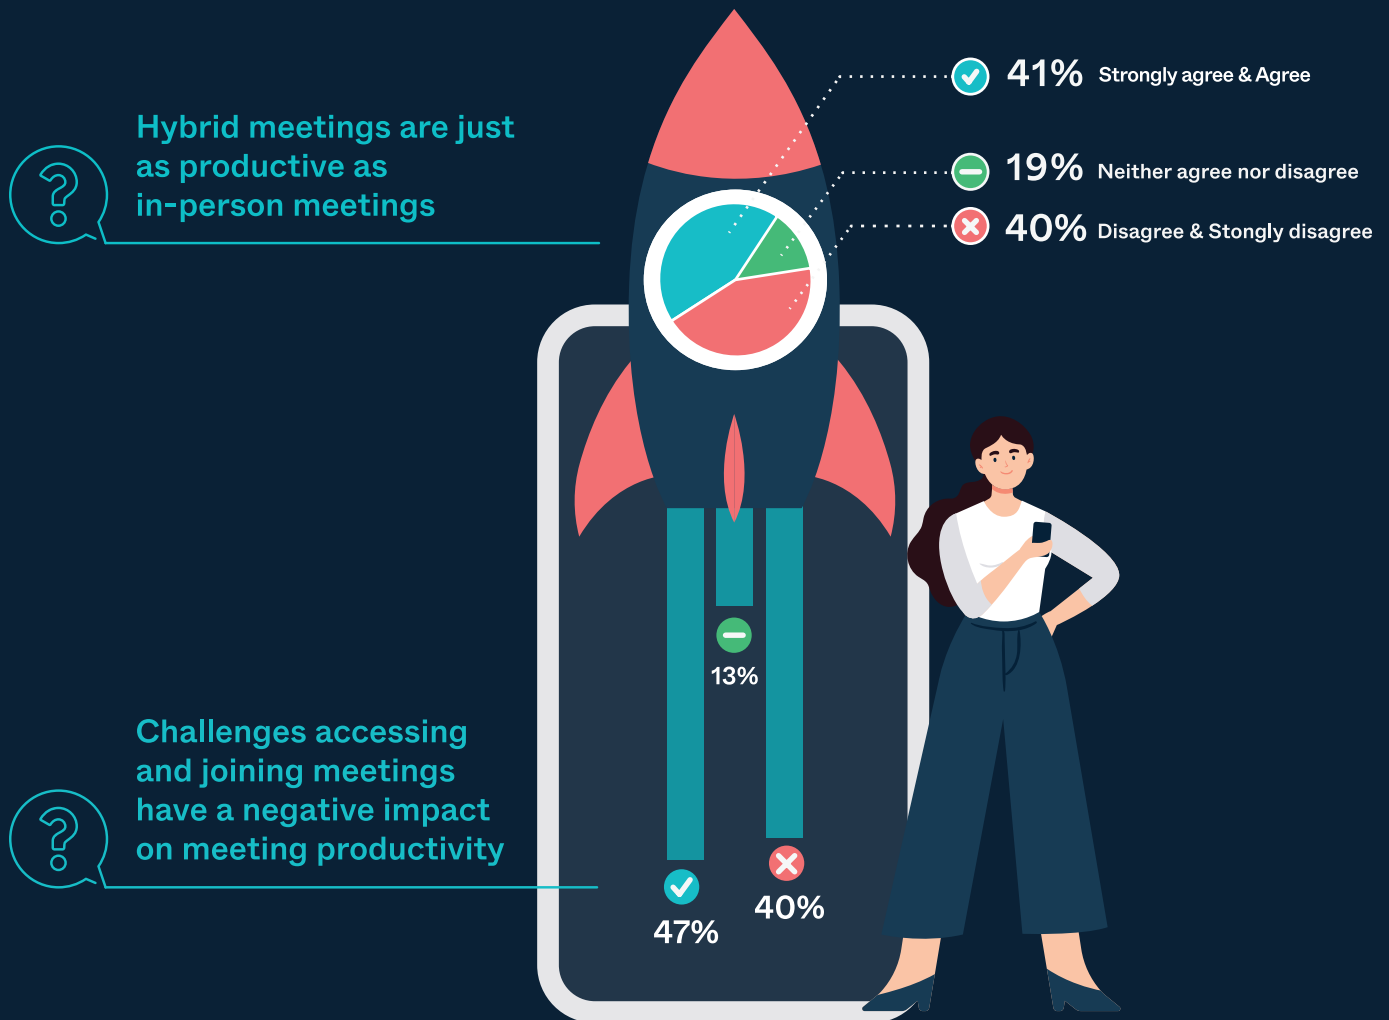 Hybrid meetings are just
as productive as
in-person meetings
41% Strongly agree & Agree
19% Neither agree nor disagree
40% Disagree & Stongly disagree
Challenges accessing
and joining meetings
have a negative impact
on meeting productivity
13%
47%
40%